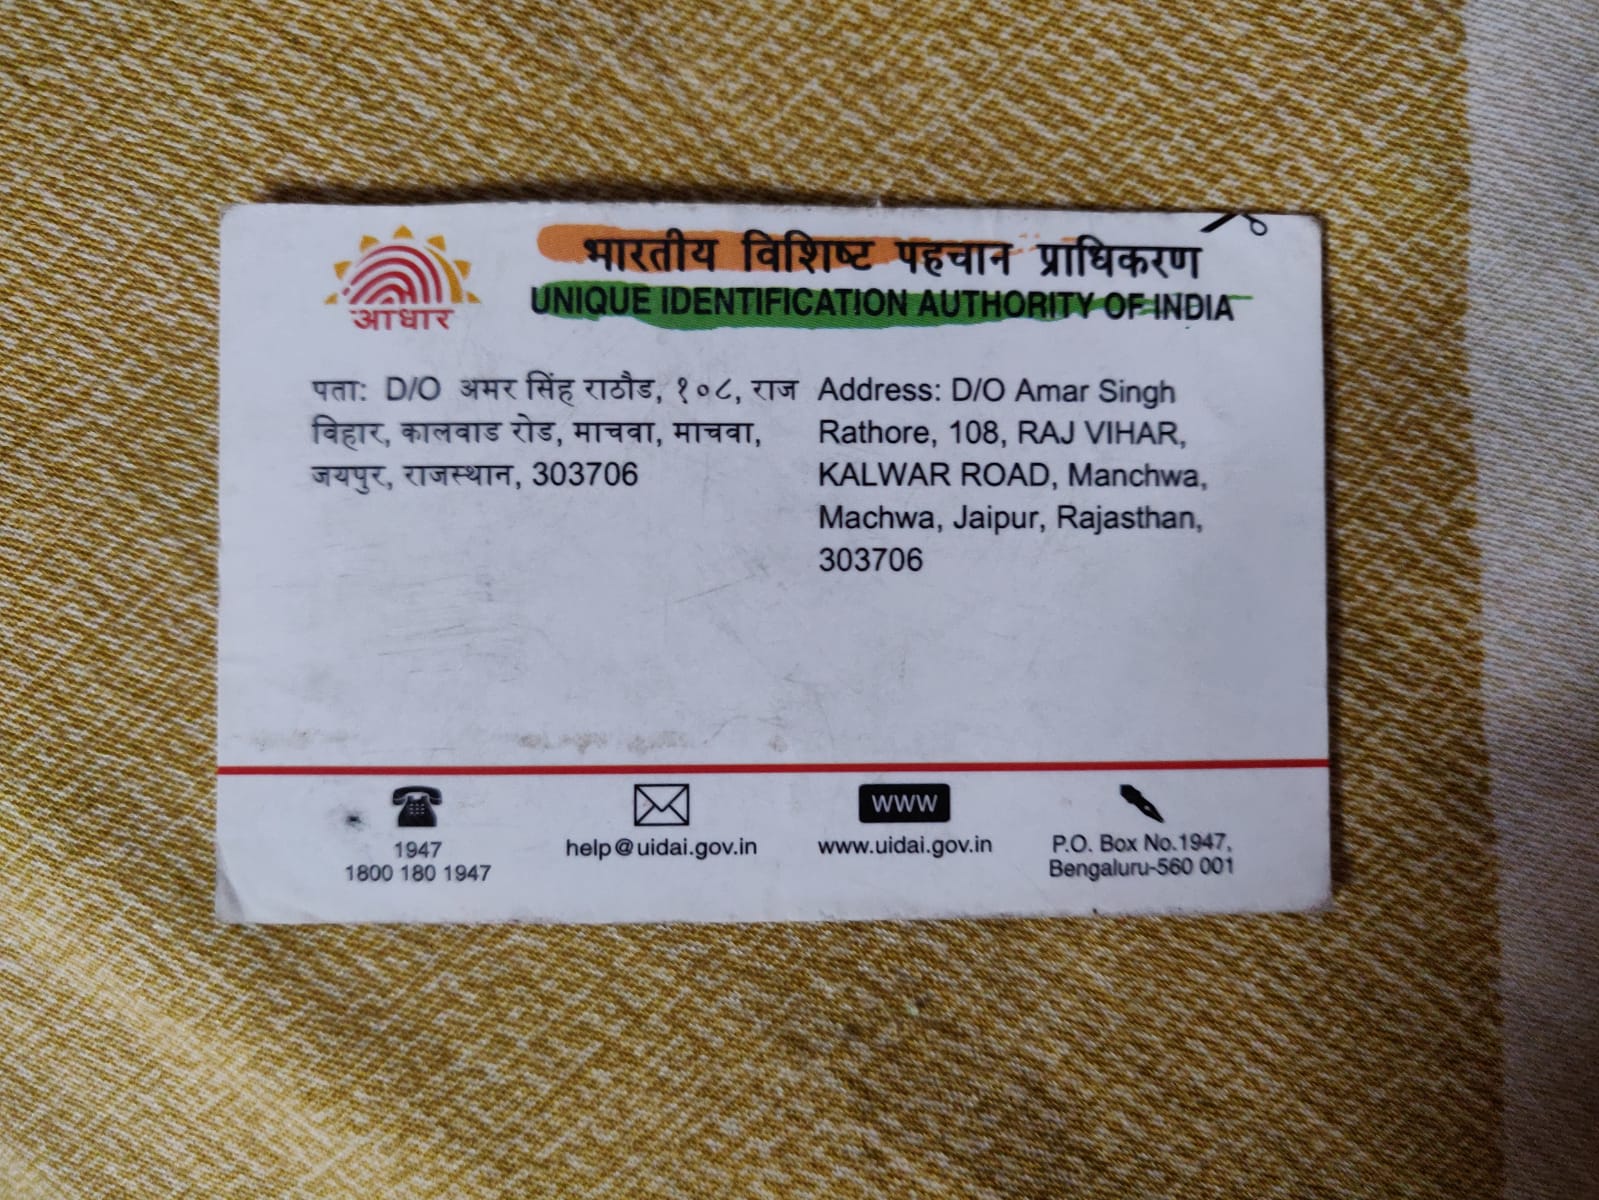 आधार
भारतीय विशिष्ट पहचान प्राधिकरण
UNIQUE IDENTIFICATION AUTHORITY OF INDIA
पता: D/O अमर सिंह राठौड, १०८, राज
विहार, कालवाड रोड, माचवा, माचवा,
जयपुर, राजस्थान, 303706
Address: D/O Amar Singh
Rathore, 108, RAJ VIHAR,
KALWAR ROAD, Manchwa,
Machwa, Jaipur, Rajasthan,
303706
1947
1800 180 1947
help@uidai.gov.in
www
www.uidai.gov.in
P.O. Box No.1947,
Bengaluru-560 001